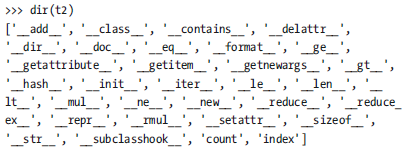 >>> dir(t2)
['__add__', '__class__', '__contains__', '__delattr__',
'__dir__', '__doc__', '__eq__', '__format__', '__ge__',
'__getattribute__', '__getitem__', '__getnewargs__', '__gt__',
'__hash__', '__init__', '__iter__', '__le__', '__len__', '__
lt__', '__mul__', '__ne__', '__new__', '__reduce__', '__reduce_
ex__', '__repr__', '__rmul__', '__setattr__', '__sizeof__',
'__str__', '__subclasshook__', 'count', 'index']